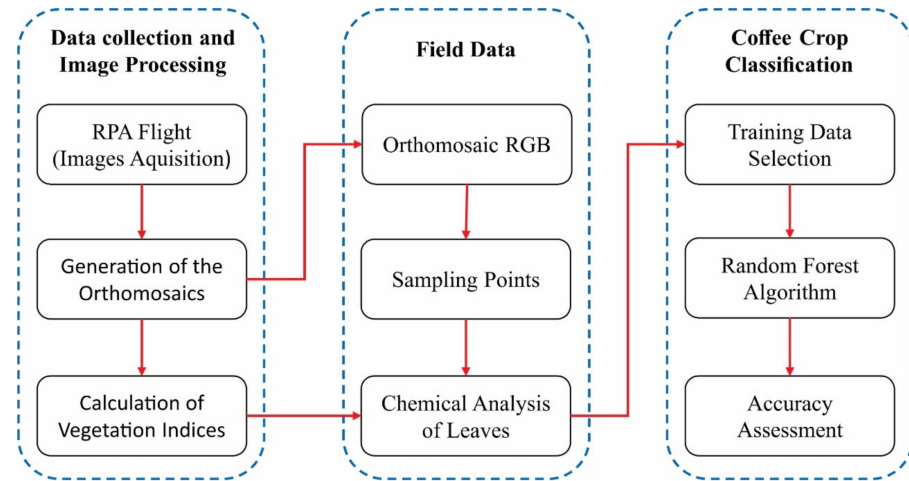 Data collection and
Image Processing
RPA Flight
(Images Aquisition)
Generation of the
Orthomosaics
Calculation of
Vegetation Indices
Field Data
Orthomosaic RGB
Sampling Points
Chemical Analysis
of Leaves
Coffee Crop
Classification
Training Data
Selection
Random Forest
Algorithm
Accuracy
Assessment